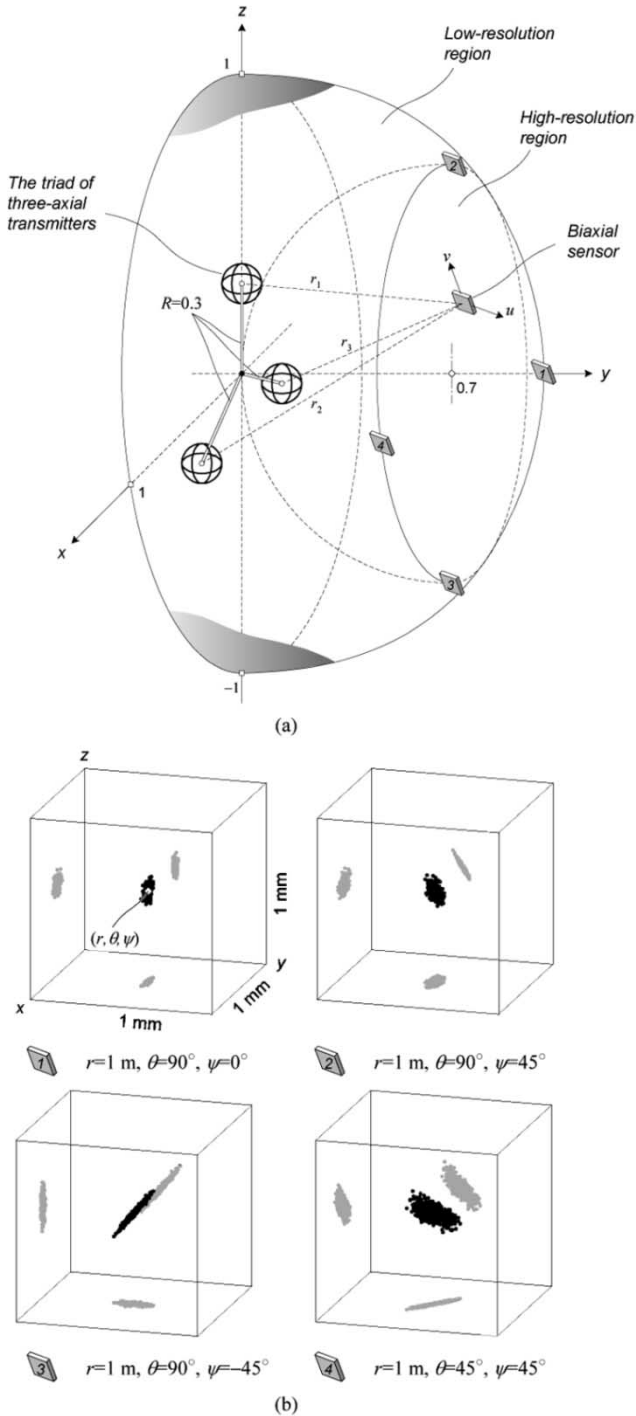 z
1
Low-resolution
region
High-resolution
region
2
The triad of
three-axial
transmitters
Biaxial
sensor
v
u
r1
R=0.3
r3
1
y
0.7
r2
4
1
x
3
−1
(a)
z
1 mm
(r, θ, ψ)
y
x
1 mm
1 mm
1 r=1 m, θ=90°, ψ=0°
2 r=1 m, θ=90°, ψ=45°
3 r=1 m, θ=90°, ψ=−45°
4 r=1 m, θ=45°, ψ=45°
(b)